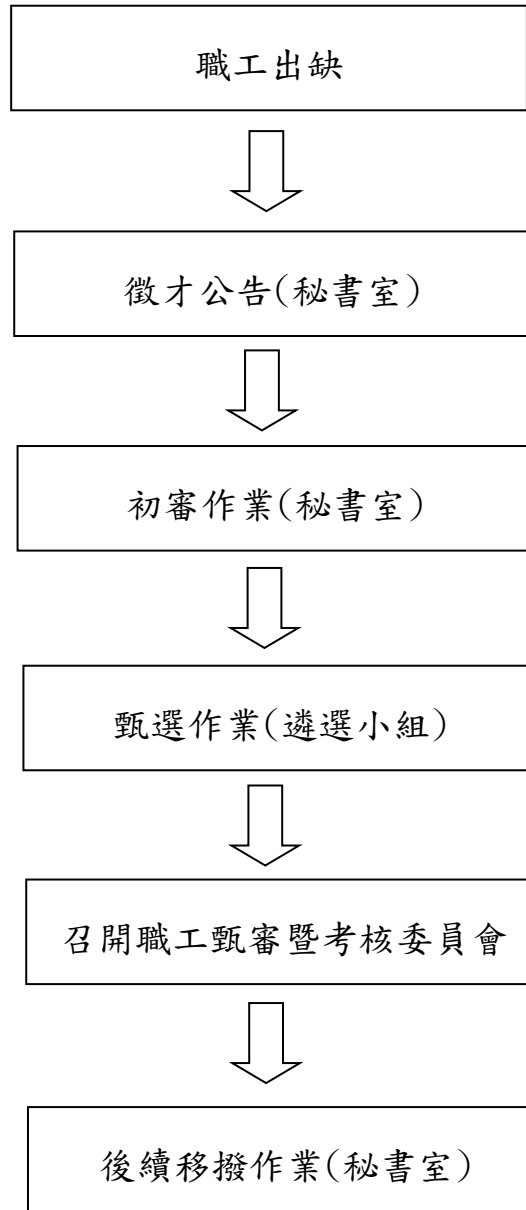 職工出缺
徵才公告(秘書室)
初審作業(秘書室)
甄選作業(遴選小組)
召開職工甄審暨考核委員會
後續移撥作業(秘書室)